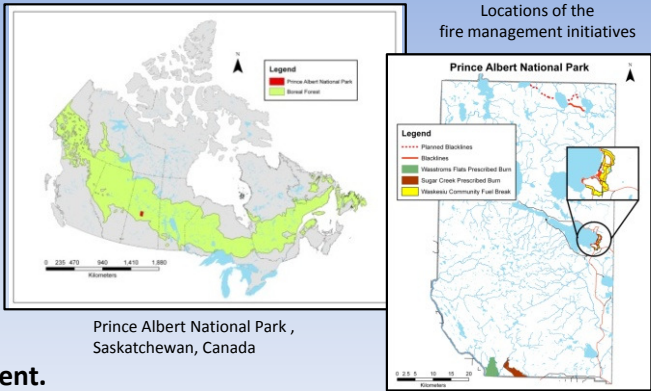 Locations of the
fire management initiatives
N
Legend
Prince Albert National Park
Boreal Forest
0 235 470 940 1,410 1,880
Kilometers
Prince Albert National Park ,
Saskatchewan, Canada
Prince Albert National Park
N
Legend
Planned Blacklines
Blacklines
Wasstroms Flats Prescribed Burn
Sugar Creek Prescribed Burn
Waskesiu Community Fuel Break
0 2.5 5 10 15 20
Kilometers
ent.